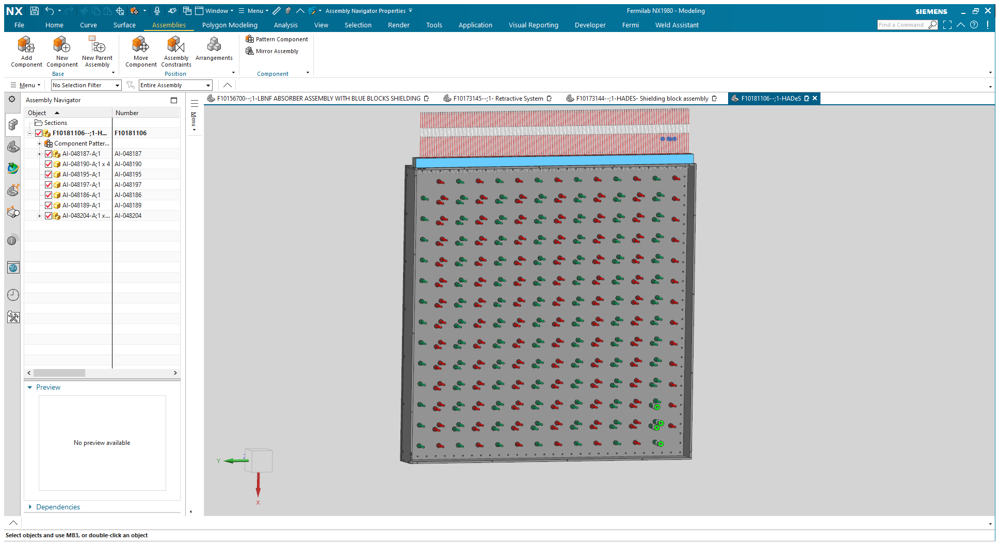 NX
Window
Menu
Assembly Navigator Properties
Fermilab NX1980 - Modeling
SIEMENS
File
Home
Curve
Surface
Assemblies
Polygon Modeling
Analysis
View
Selection
Render
Tools
Application
Visual Reporting
Developer
Fermi
Weld Assistant
Find a Command
Add Component
New Component
New Parent Assembly
Base
Move Component
Assembly Constraints
Arrangements
Position
Pattern Component
Mirror Assembly
Component
Menu
No Selection Filter
Entire Assembly
Assembly Navigator
Object
Number
Sections
F10181106--;1-H... F10181106
Component Patter...
AI-048187-A;1 AI-048187
AI-048190-A;1 x 4 AI-048190
AI-048195-A;1 AI-048195
AI-048197-A;1 AI-048197
AI-048186-A;1 AI-048186
AI-048189-A;1 AI-048189
AI-048204-A;1 x... AI-048204
Preview
No preview available
Dependencies
Menu
F10156700--;1-LBNF ABSORBER ASSEMBLY WITH BLUE BLOCKS SHIELDING
F10173145--;1- Retractive System
F10173144--;1-HADES- Shielding block assembly
F10181106--;1-HADeS
Y
Z
X
Select objects and use MB3, or double-click an object